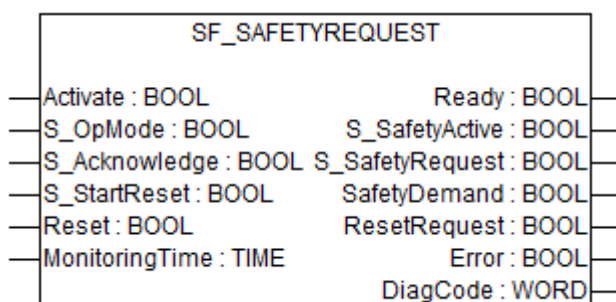 SF_SAFETYREQUEST
Activate : BOOL Ready : BOOL
S_OpMode : BOOL S_SafetyActive : BOOL
S_Acknowledge : BOOL S_SafetyRequest : BOOL
S_StartReset : BOOL SafetyDemand : BOOL
Reset : BOOL ResetRequest : BOOL
MonitoringTime : TIME Error : BOOL
DiagCode : WORD